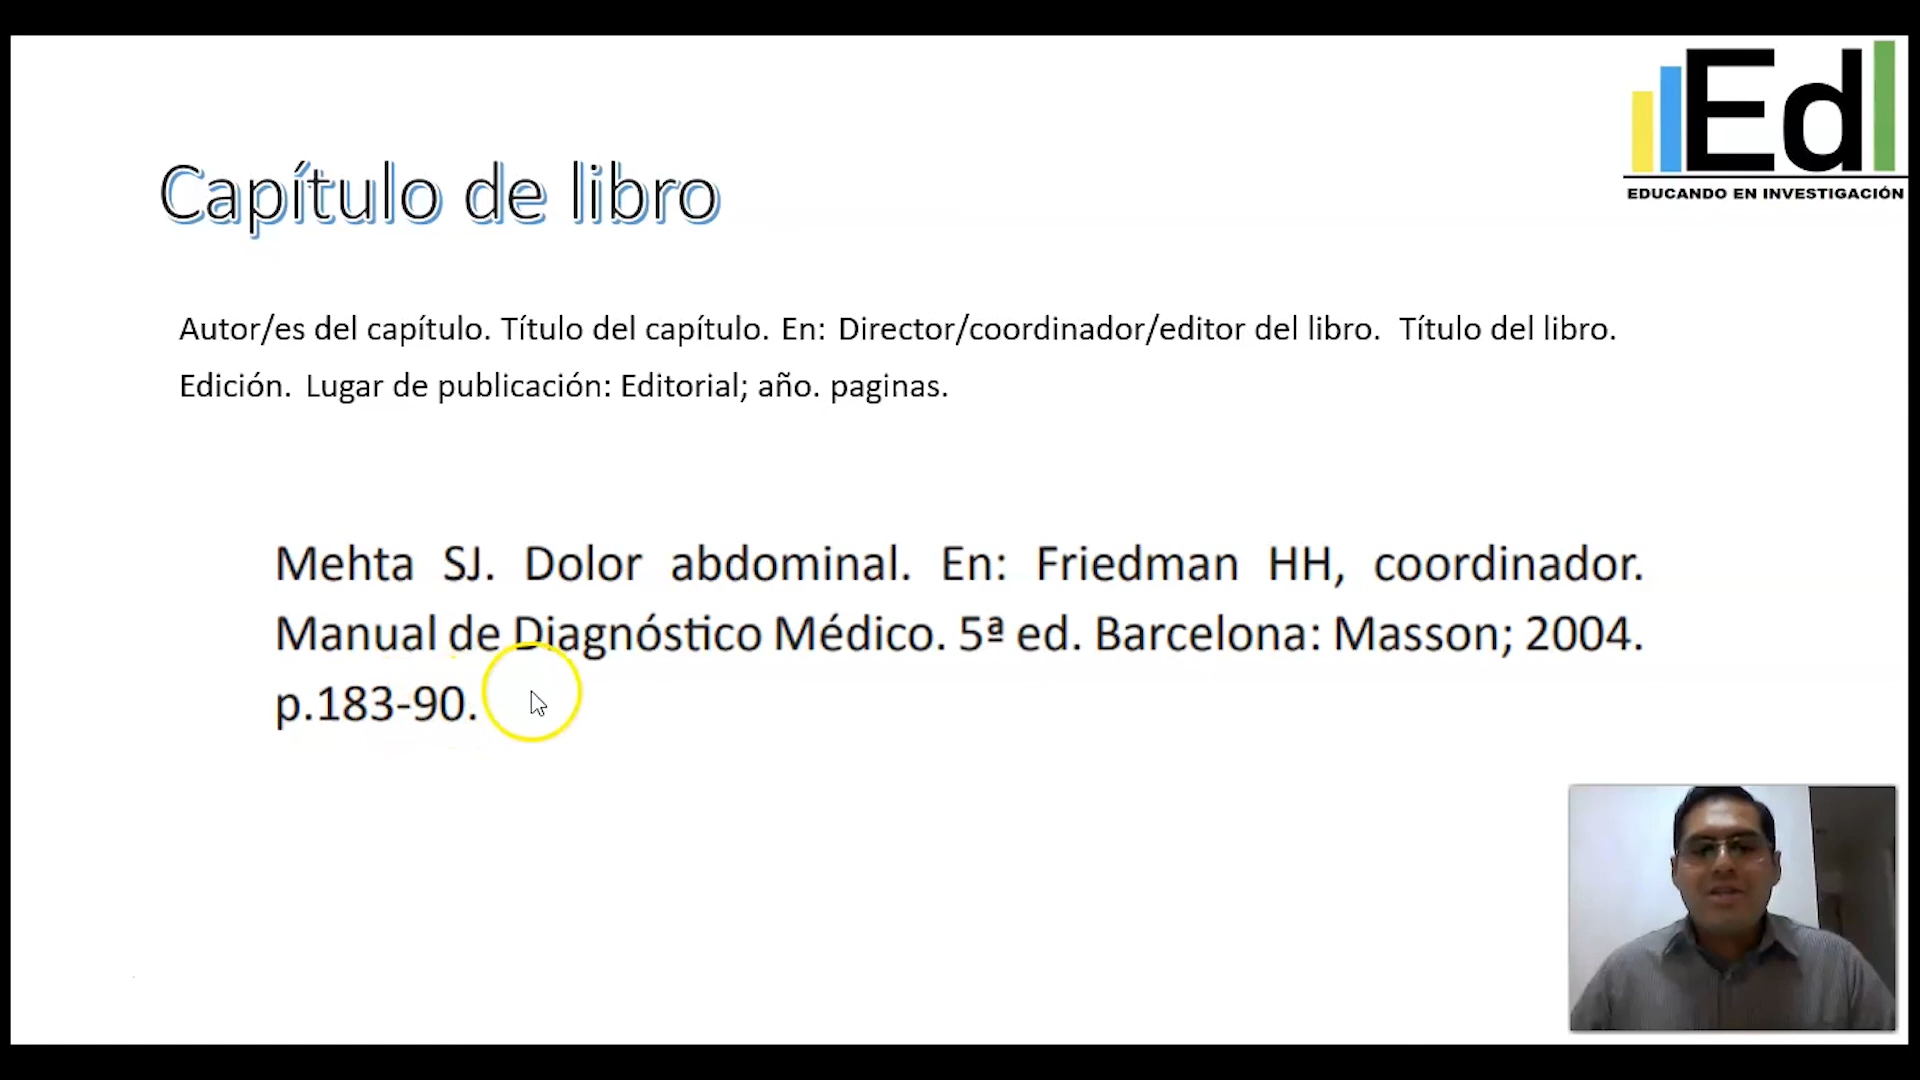 Ed
EDUCANDO EN INVESTIGACIÓN
Capítulo de libro
Autor/es del capítulo. Título del capítulo. En: Director/coordinador/editor del libro. Título del libro.
Edición. Lugar de publicación: Editorial; año. paginas.
Mehta SJ. Dolor abdominal. En: Friedman HH, coordinador.
Manual de Diagnóstico Médico. 5ª ed. Barcelona: Masson; 2004.
p.183-90.